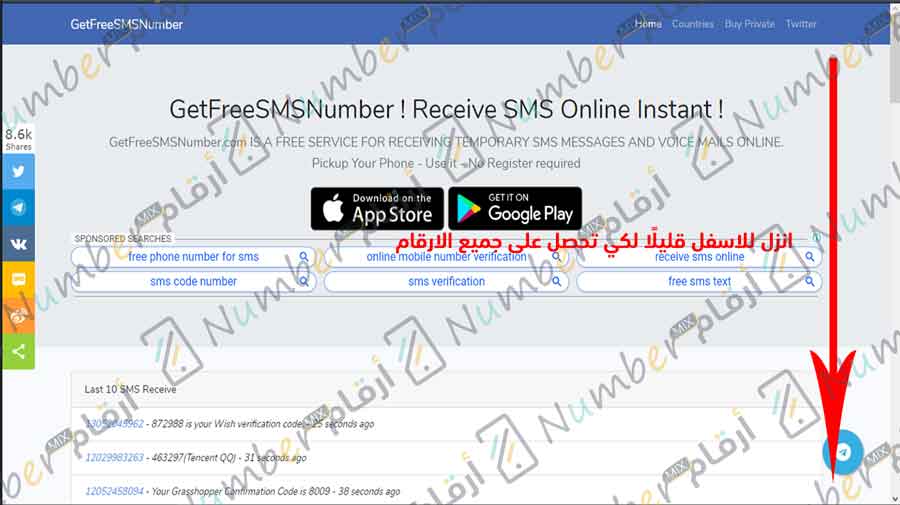 GetFreeSMSNumber
Home Countries Buy Private Twitter
GetFreeSMSNumber ! Receive SMS Online Instant !
GetFreeSMSNumber.com IS A FREE SERVICE FOR RECEIVING TEMPORARY SMS MESSAGES AND VOICE MAILS ONLINE.
Pickup Your Phone - Use it - No Register required
8.6k
Shares
Download on the
App Store
GET IT ON
Google Play
انزل للاسفل قليلًا لكي تحصل على جميع الارقام
SPONSORED SEARCHES
free phone number for sms
online mobile number verification
receive sms online
sms code number
sms verification
free sms text
Last 10 SMS Receive
13052045962 - 872988 is your Wish verification code. - 25 seconds ago
12029983263 - 463297(Tencent QQ) - 31 seconds ago
12052458094 - Your Grasshopper Confirmation Code is 8009 - 38 seconds ago
Number أرقام MIX